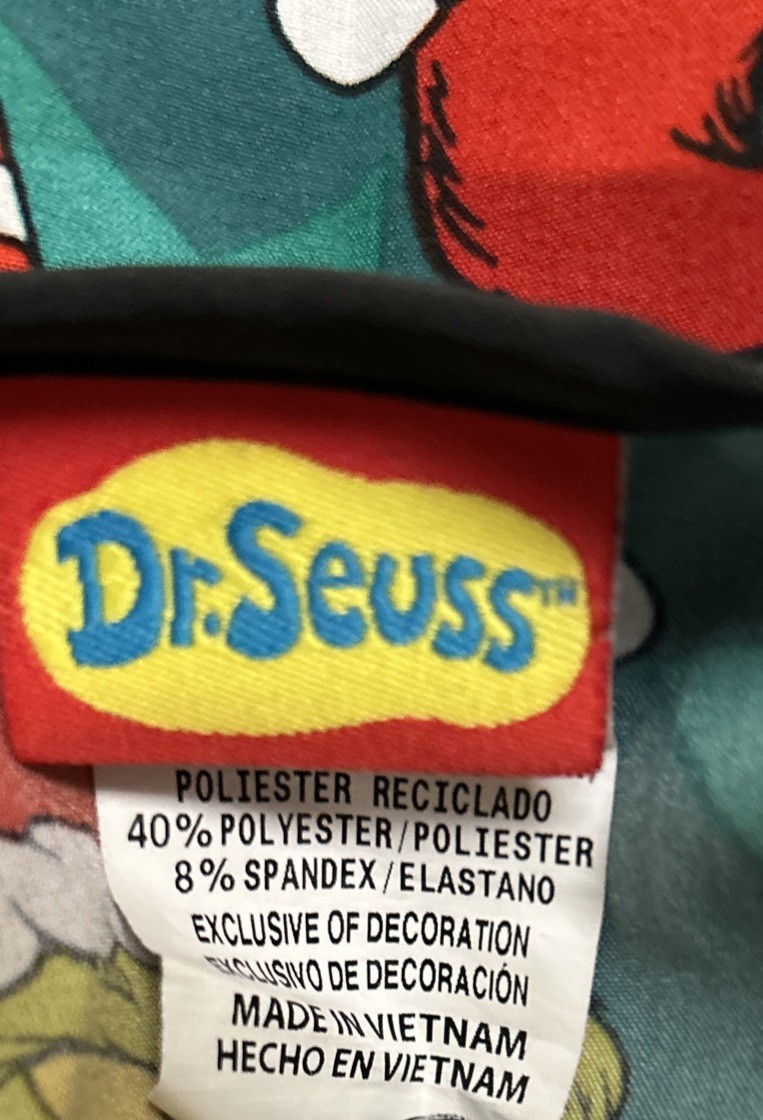 Dr. Seuss™
POLIESTER RECICLADO
40% POLYESTER/POLIESTER
8% SPANDEX/ELASTANO
EXCLUSIVE OF DECORATION
EXCLUSIVO DE DECORACIÓN
MADE IN VIETNAM
HECHO EN VIETNAM